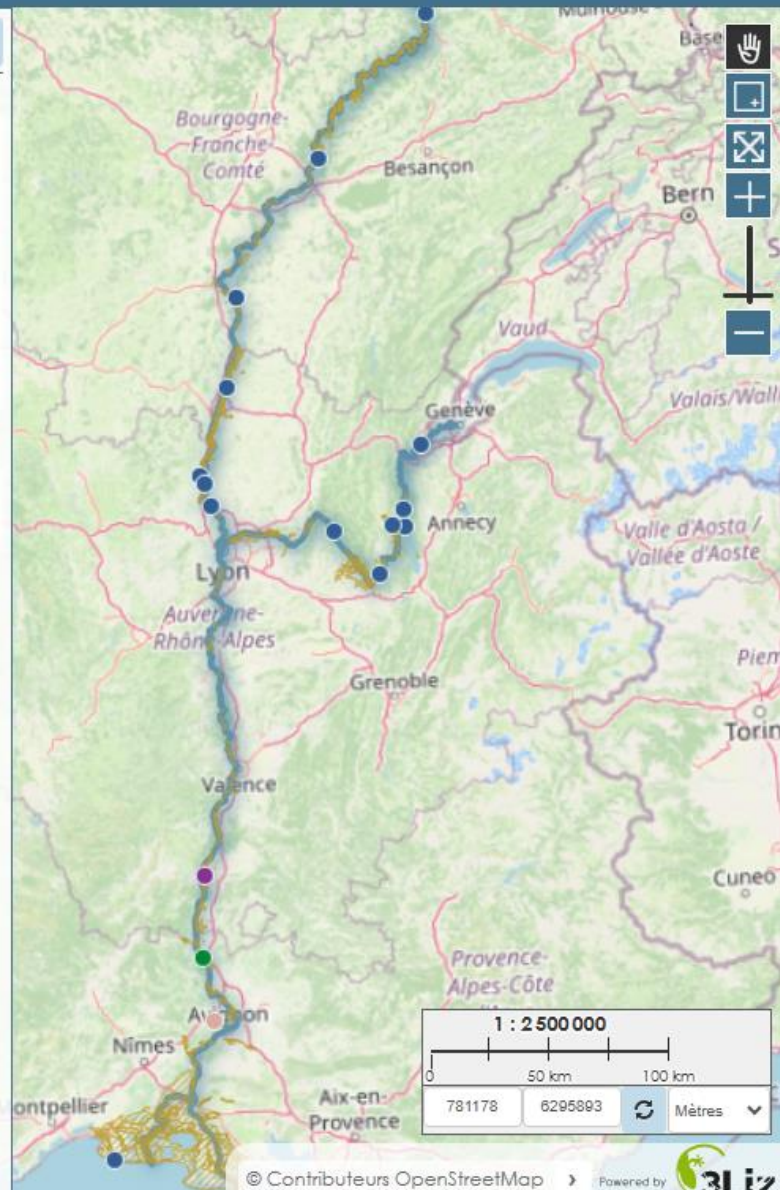 Mulhouse
Base
Bourgogne-
Franche-
Comté
Besançon
Bern
Vaud
Genève
Valais/Wall
Annecy
Valle d'Aosta /
Vallée d'Aoste
Lyon
Auvergne-
Rhône-Alpes
Grenoble
Piem
Torin
Valence
Cuneo
Provence-
Alpes-Côte
Avignon
Nîmes
ontpellier
Aix-en-
Provence
1 : 2 500 000
0 50 km 100 km
781178 6295893 Mètres
© Contributeurs OpenStreetMap › Powered by 3Liz